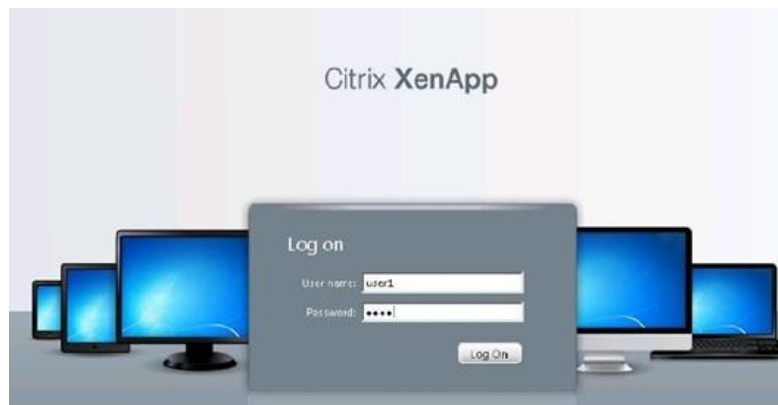 Citrix XenApp
Log on
User name: user1
Password: ••••
Log On